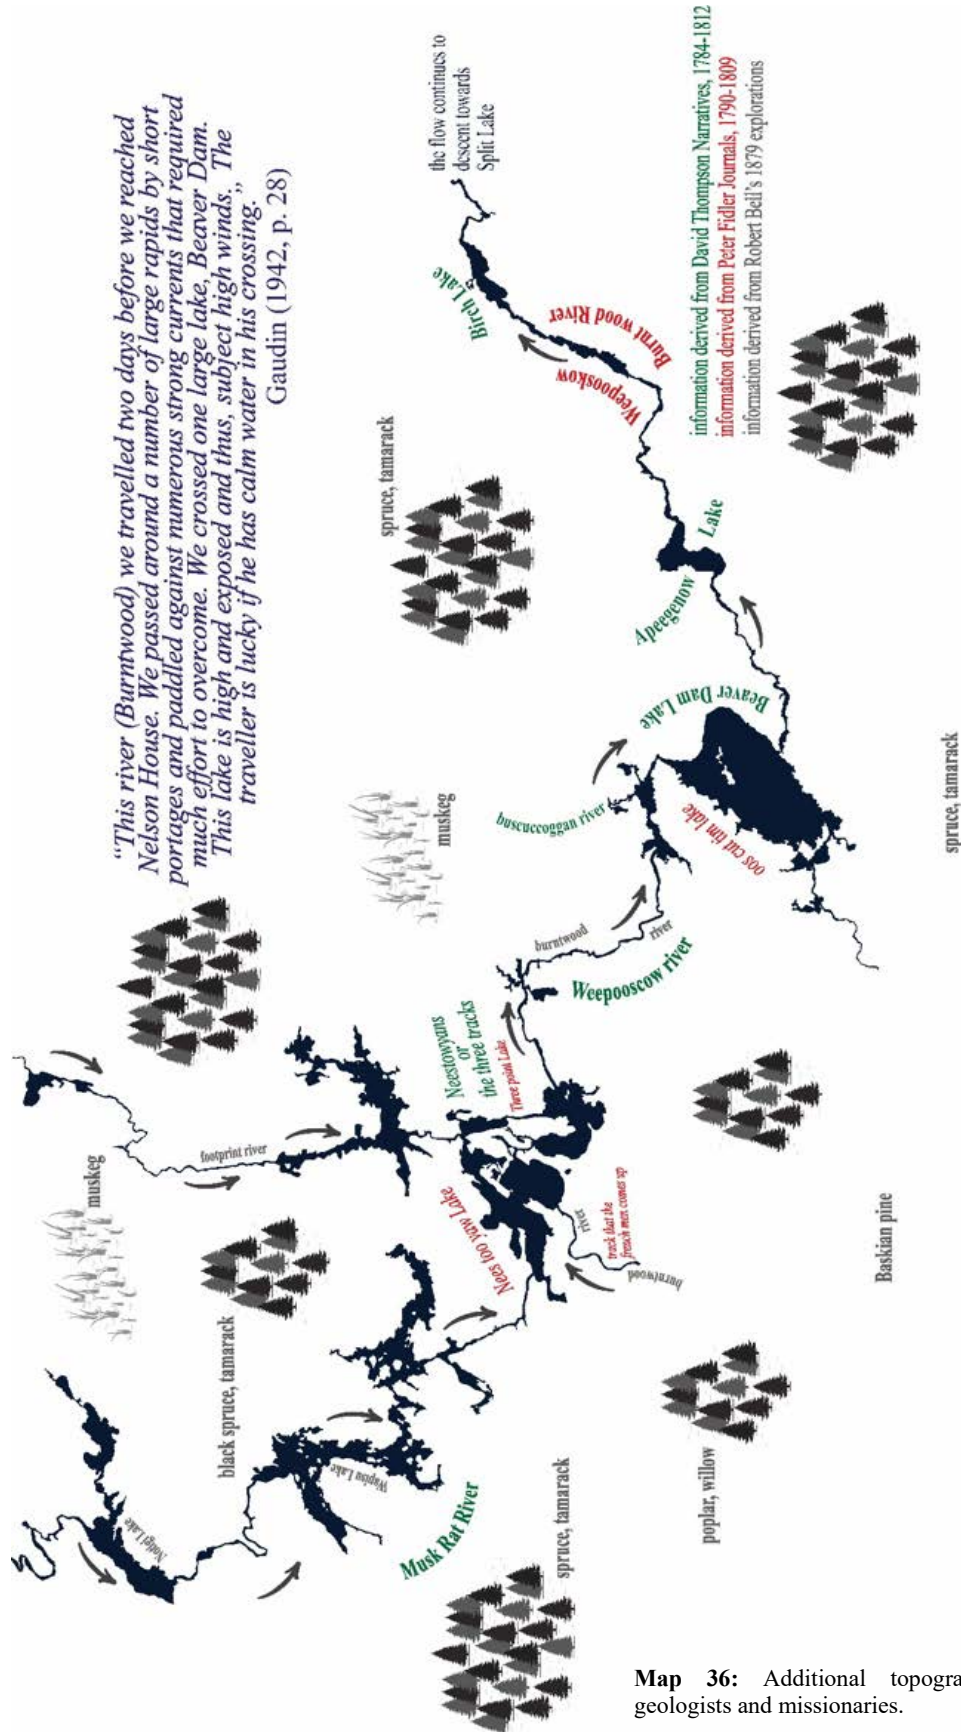 "This river (Burntwood) we travelled two days before we reached
Nelson House. We passed around a number of large rapids by short
portages and paddled against numerous strong currents that required
much effort to overcome. We crossed one large lake, Beaver Dam.
This lake is high and exposed and thus, subject high winds. The
traveller is lucky if he has calm water in his crossing."
Gaudin (1942, p. 28)
the flow continues to
descent towards
Split Lake
muskeg
Nodgi Lake
black spruce, tamarack
footprint river
muskeg
spruce, tamarack
Birch Lake
Wapisu Lake
Musk Rat River
Nees too yaw Lake
Neestowyans
or
the three tracks
Three point Lake
burntwood
river
track that the
french men comes up
burntwood
river
Weepooscow river
buscuccoggan river
Beaver Dam Lake
oos cut tim lake
Apeegenow
Lake
Weepooskow
Burnt wood River
spruce, tamarack
poplar, willow
Baskian pine
spruce, tamarack
information derived from David Thompson Narratives, 1784-1812
information derived from Peter Fidler Journals, 1790-1809
information derived from Robert Bell's 1879 explorations
Map 36: Additional topogra
geologists and missionaries.